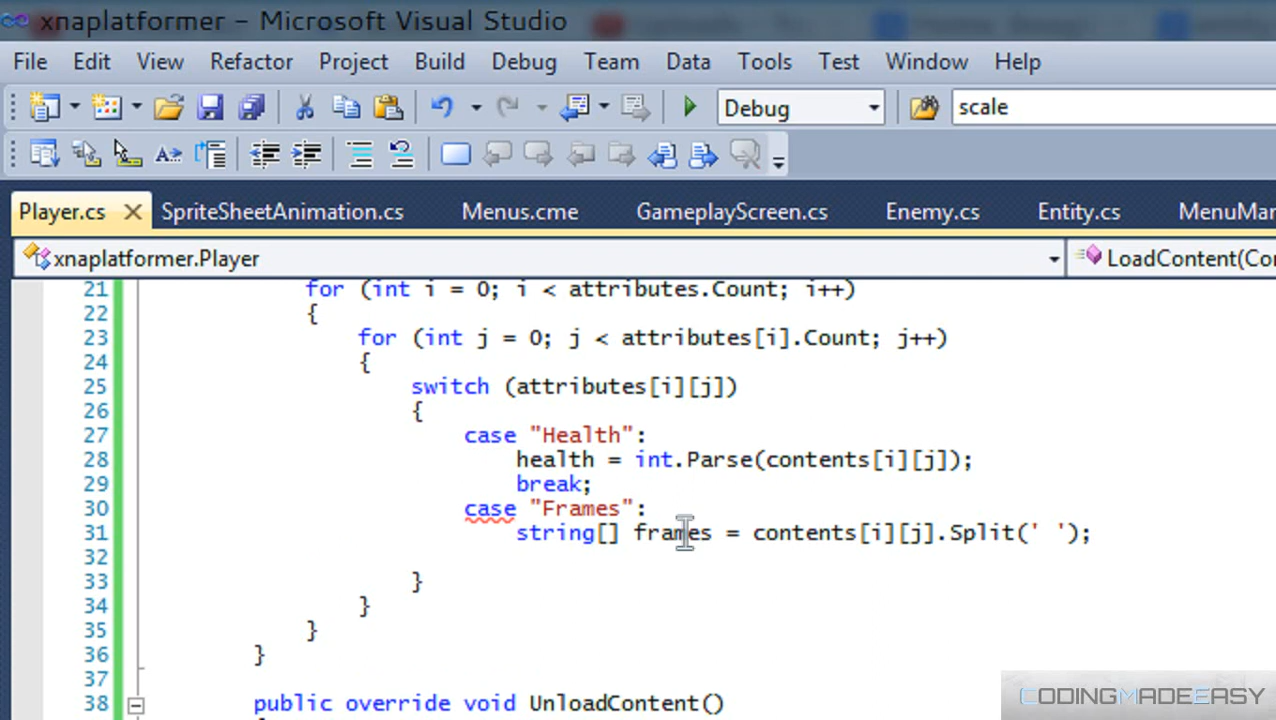 xnaplatformer - Microsoft Visual Studio
File Edit View Refactor Project Build Debug Team Data Tools Test Window Help
Debug scale
Player.cs SpriteSheetAnimation.cs Menus.cme GameplayScreen.cs Enemy.cs Entity.cs MenuMar
xnaplatformer.Player LoadContent(Cor
21 for (int i = 0; i < attributes.Count; i++)
22 {
23 for (int j = 0; j < attributes[i].Count; j++)
24 {
25 switch (attributes[i][j])
26 {
27 case "Health":
28 health = int.Parse(contents[i][j]);
29 break;
30 case "Frames":
31 string[] frames = contents[i][j].Split(' ');
32
33 }
34 }
35 }
36 }
37
38 public override void UnloadContent()
CODINGMADEEASY